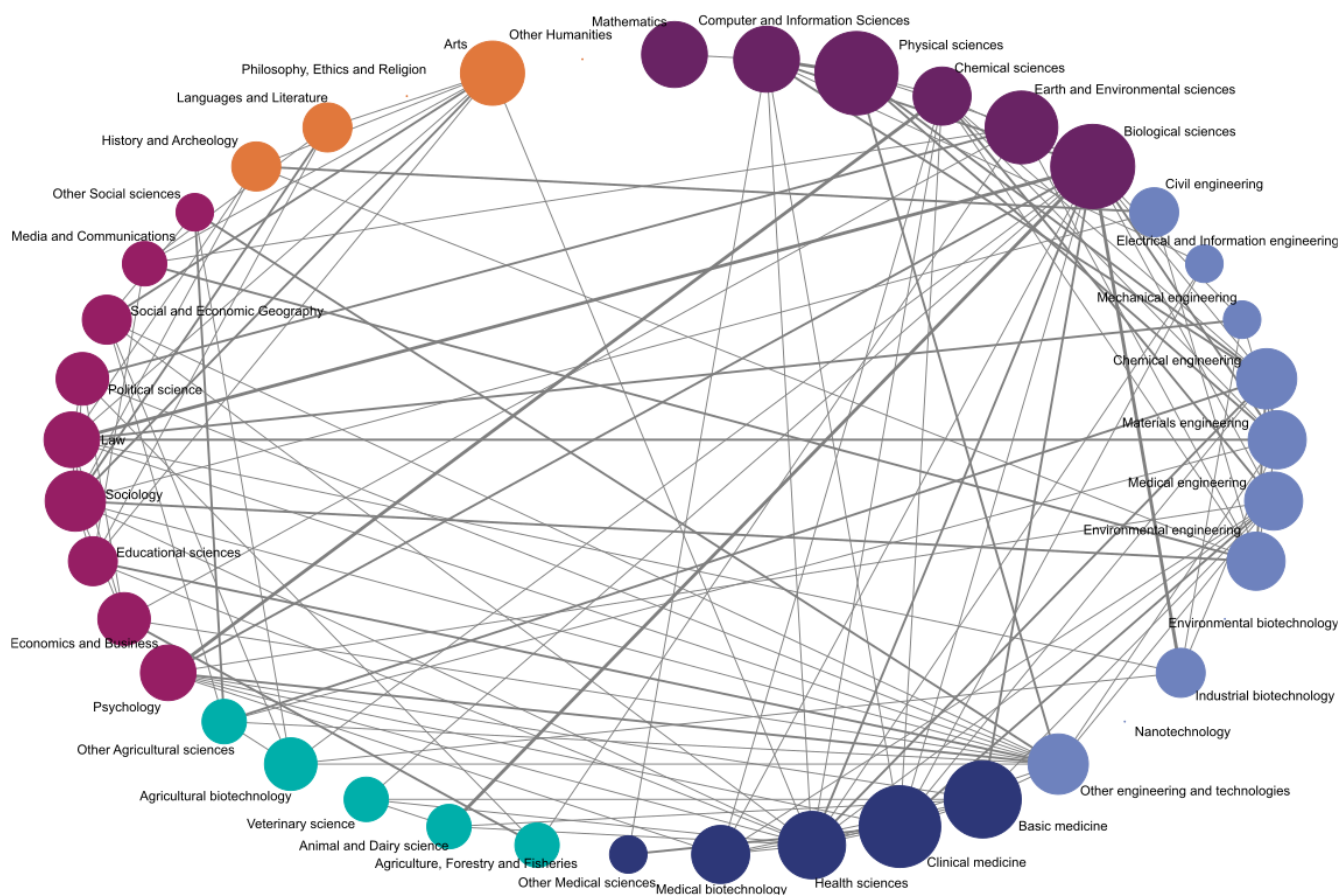 Mathematics
Computer and Information Sciences
Other Humanities
Arts
Physical sciences
Chemical sciences
Philosophy, Ethics and Religion
Earth and Environmental sciences
Languages and Literature
Biological sciences
History and Archeology
Civil engineering
Other Social sciences
Media and Communications
Electrical and Information engineering
Mechanical engineering
Social and Economic Geography
Chemical engineering
Political science
Materials engineering
Law
Medical engineering
Sociology
Environmental engineering
Educational sciences
Environmental biotechnology
Economics and Business
Industrial biotechnology
Psychology
Nanotechnology
Other Agricultural sciences
Other engineering and technologies
Agricultural biotechnology
Veterinary science
Basic medicine
Animal and Dairy science
Agriculture, Forestry and Fisheries
Clinical medicine
Other Medical sciences
Health sciences
Medical biotechnology